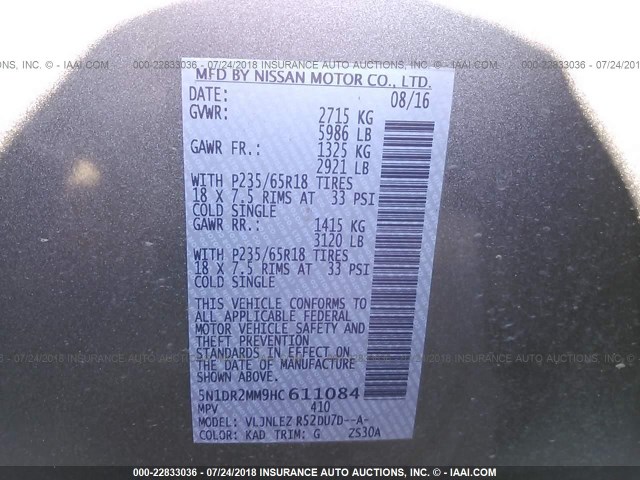 000-22833036 - 07/24/2018 - INSURANCE AUTO AUCTIONS, INC. - © - IAAI.COM
MFD BY NISSAN MOTOR CO., LTD.
DATE: 08/16
GVWR: 2715 KG
5986 LB
GAWR FR.: 1325 KG
2921 LB
WITH P235/65R18 TIRES
18 X 7.5 RIMS AT 33 PSI
COLD SINGLE
GAWR RR.: 1415 KG
3120 LB
WITH P235/65R18 TIRES
18 X 7.5 RIMS AT 33 PSI
COLD SINGLE
THIS VEHICLE CONFORMS TO
ALL APPLICABLE FEDERAL
MOTOR VEHICLE SAFETY AND
THEFT PREVENTION
STANDARDS IN EFFECT ON
THE DATE OF MANUFACTURE
SHOWN ABOVE.
000-22833036 - 07/24/2018 - INSURANCE AUTO AUCTIONS, INC. - © - IAAI.COM
5N1DR2MM9HC 611084
MPV 410
MODEL: VLJNLEZ R52DU7D--A-
COLOR: KAD TRIM: G 2S30A
000-22833036 - 07/24/2018 - INSURANCE AUTO AUCTIONS, INC. - © - IAAI.COM